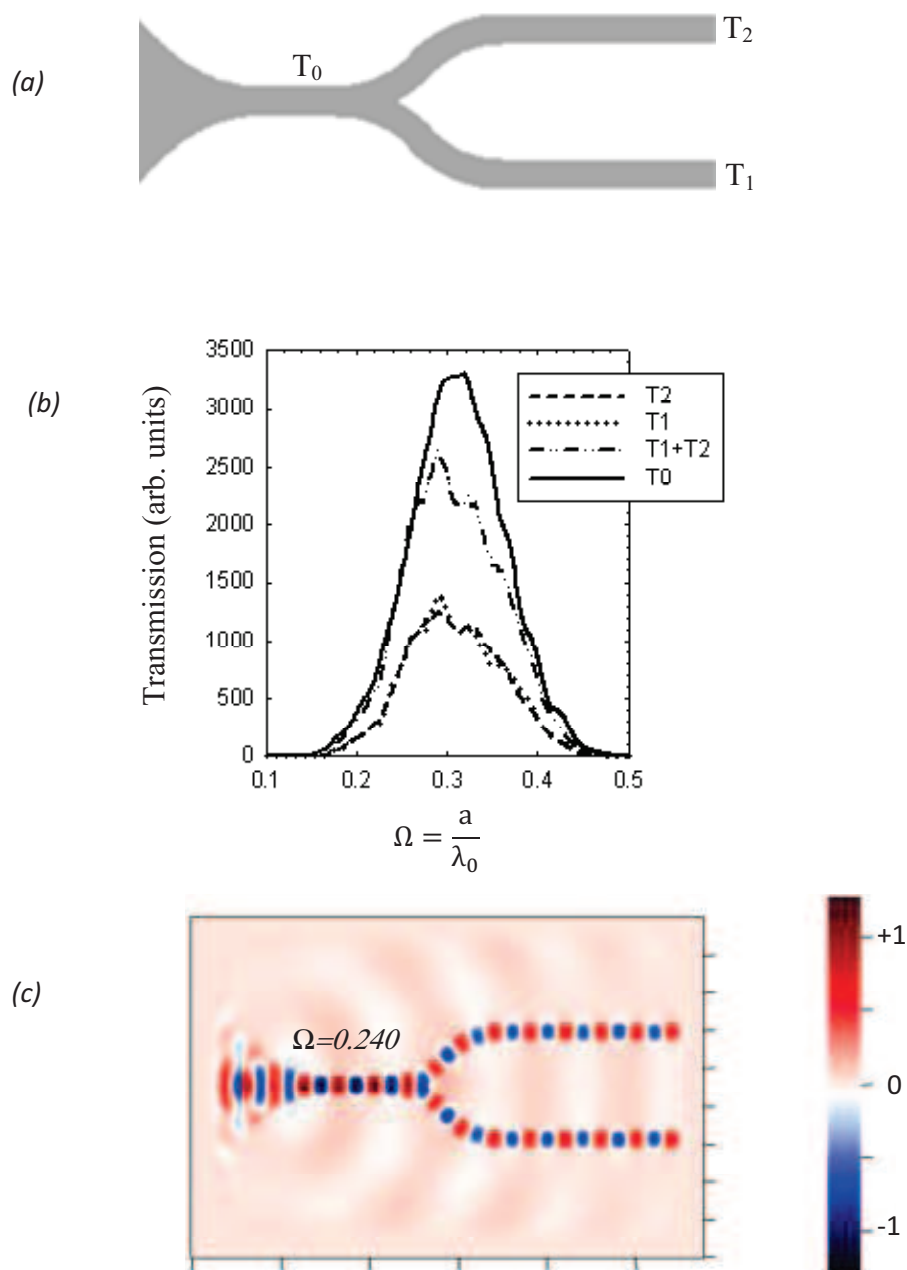 (a)
T₀
T₂
T₁
(b)
Transmission (arb. units)
3500
3000
2500
2000
1500
1000
500
0
0.1 0.2 0.3 0.4 0.5
T2
T1
T1+T2
T0
Ω = a/λ₀
(c)
Ω=0.240
+1
0
-1